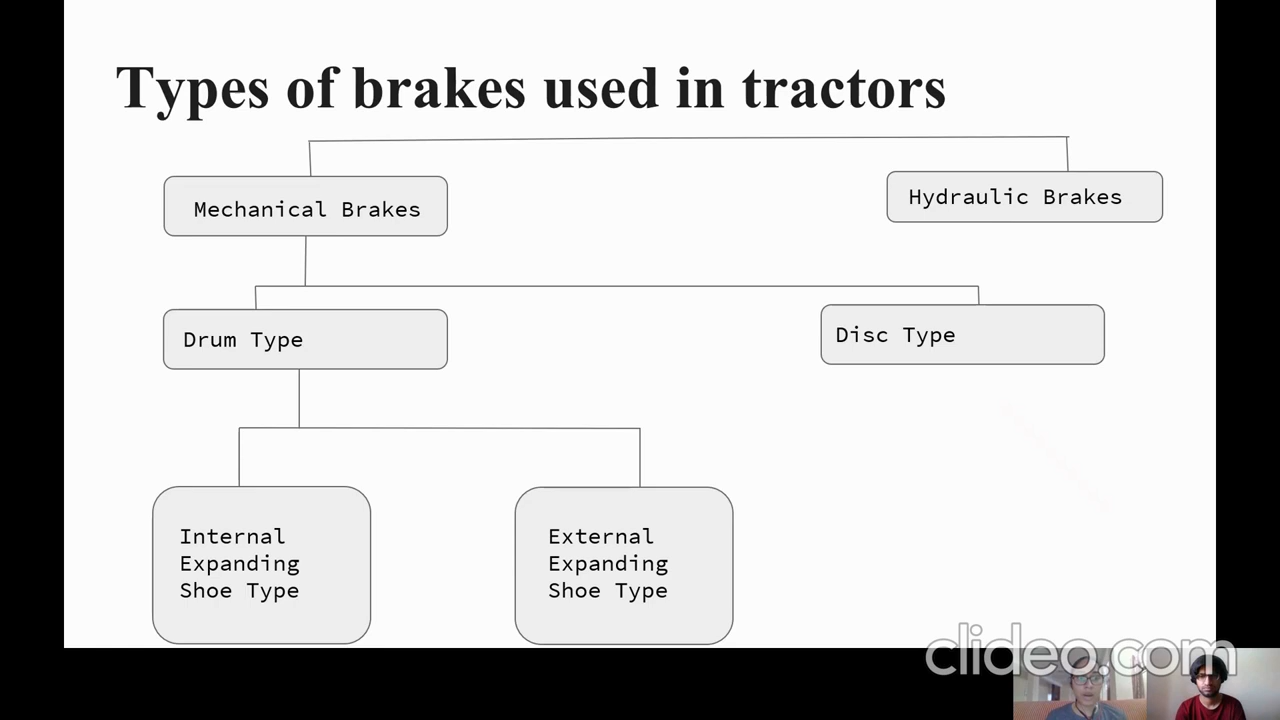 Types of brakes used in tractors
Mechanical Brakes
Hydraulic Brakes
Drum Type
Disc Type
Internal
Expanding
Shoe Type
External
Expanding
Shoe Type
clideo.com